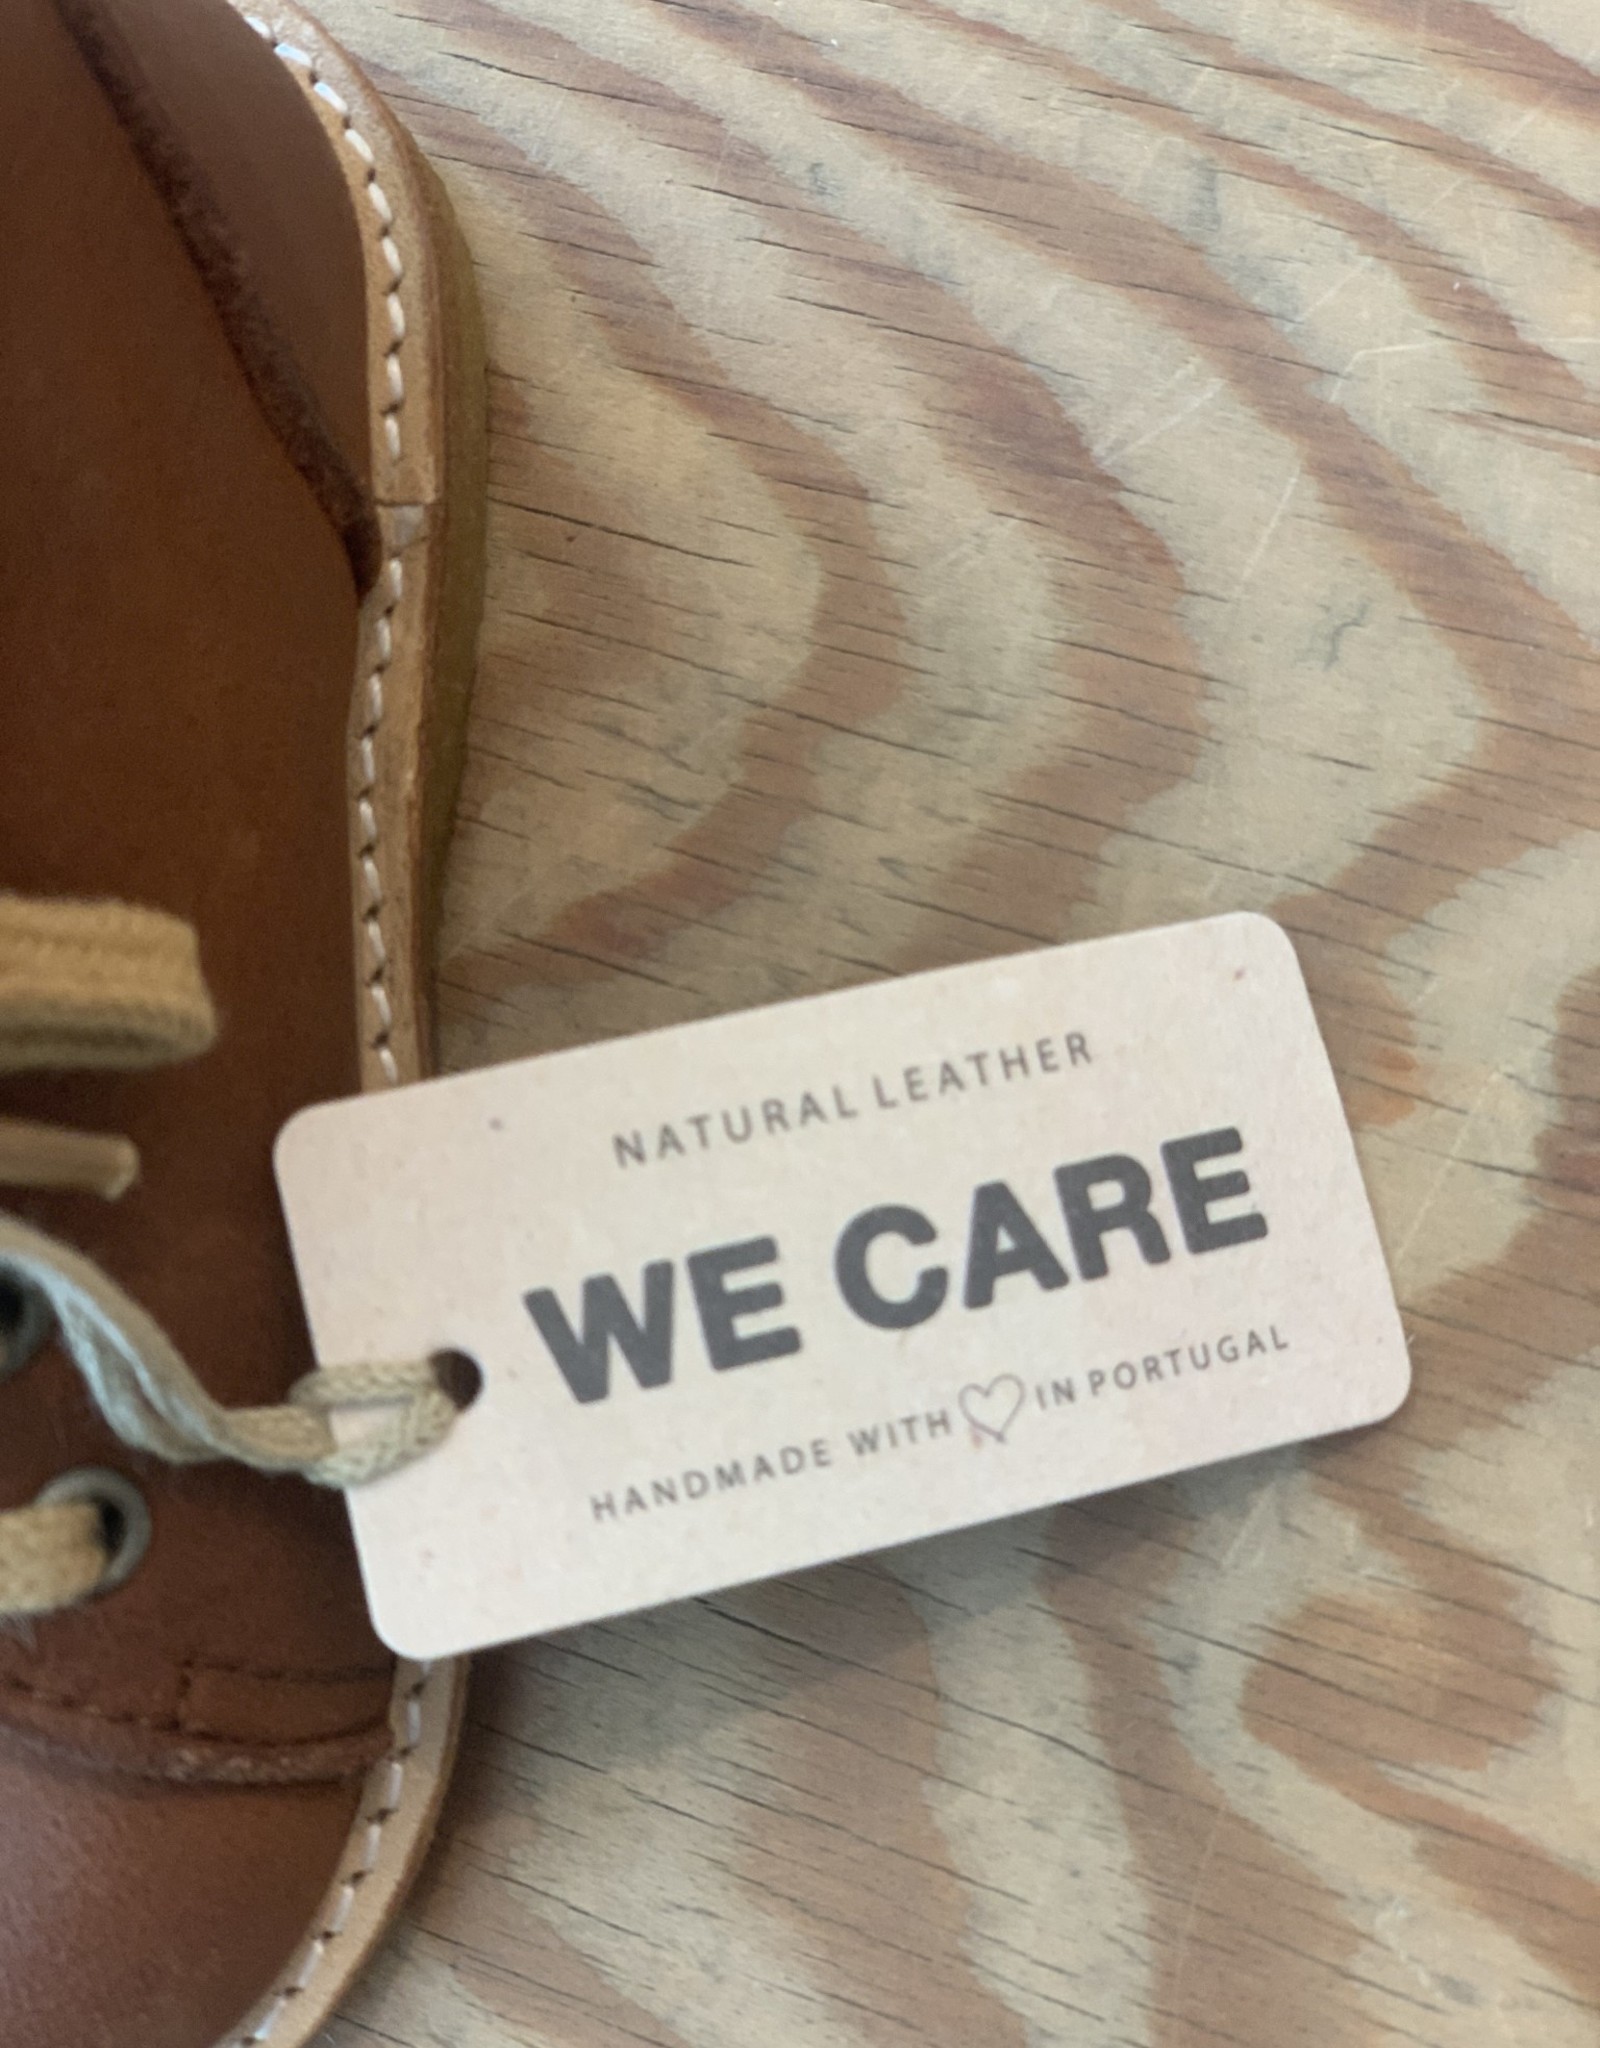 NATURAL LEATHER
WE CARE
HANDMADE WITH ♡ IN PORTUGAL